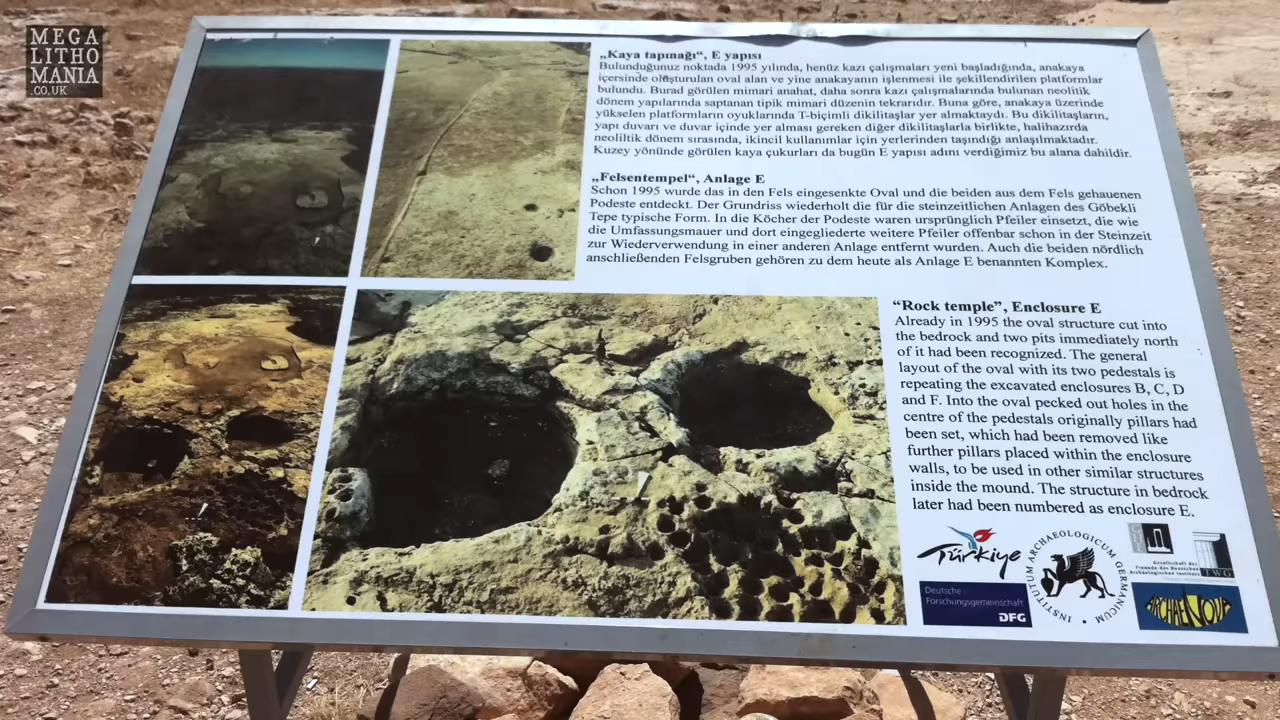 MEGA
LITHO
MANIA
.CO.UK
„Kaya tapınağı“, E yapısı
Bulunduğunuz noktada 1995 yılında, henüz kazı çalışmaları yeni başladığında, anakaya
içersinde oluşturulan oval alan ve yine anakayanın işlenmesi ile şekillendirilen platformlar
bulundu. Burad görülen mimari anahat, daha sonra kazı çalışmalarında bulunan neolitik
dönem yapılarında saptanan tipik mimari düzenin tekrarıdır. Buna göre, anakaya üzerinde
yükselen platformların oyuklarında T-biçimli dikilitaşlar yer almaktaydı. Bu dikilitaşların,
yapı duvarı ve duvar içinde yer alması gereken diğer dikilitaşlarla birlikte, halihazırda
neoliltik dönem sırasında, ikincil kullanımlar için yerlerinden taşındığı anlaşılmaktadır.
Kuzey yönünde görülen kaya çukurları da bugün E yapısı adını verdiğimiz bu alana dahildir.
„Felsentempel“, Anlage E
Schon 1995 wurde das in den Fels eingesenkte Oval und die beiden aus dem Fels gehauenen
Podeste entdeckt. Der Grundriss wiederholt die für die steinzeitlichen Anlagen des Göbekli
Tepe typische Form. In die Köcher der Podeste waren ursprünglich Pfeiler einsetzt, die wie
die Umfassungsmauer und dort eingegliederte weitere Pfeiler offenbar schon in der Steinzeit
zur Wiederverwendung in einer anderen Anlage entfernt wurden. Auch die beiden nördlich
anschließenden Felsgruben gehören zu dem heute als Anlage E benannten Komplex.
“Rock temple”, Enclosure E
Already in 1995 the oval structure cut into
the bedrock and two pits immediately north
of it had been recognized. The general
layout of the oval with its two pedestals is
repeating the excavated enclosures B, C, D
and F. Into the oval pecked out holes in the
centre of the pedestals originally pillars had
been set, which had been removed like
further pillars placed within the enclosure
walls, to be used in other similar structures
inside the mound. The structure in bedrock
later had been numbered as enclosure E.
Türkiye
Deutsche
Forschungsgemeinschaft
DFG
INSTITUTUM ARCHAEOLOGICUM GERMANICUM
Gesellschaft der
Freunde des Deutschen
Archäologischen Instituts
TWG
ARCHAENOVA